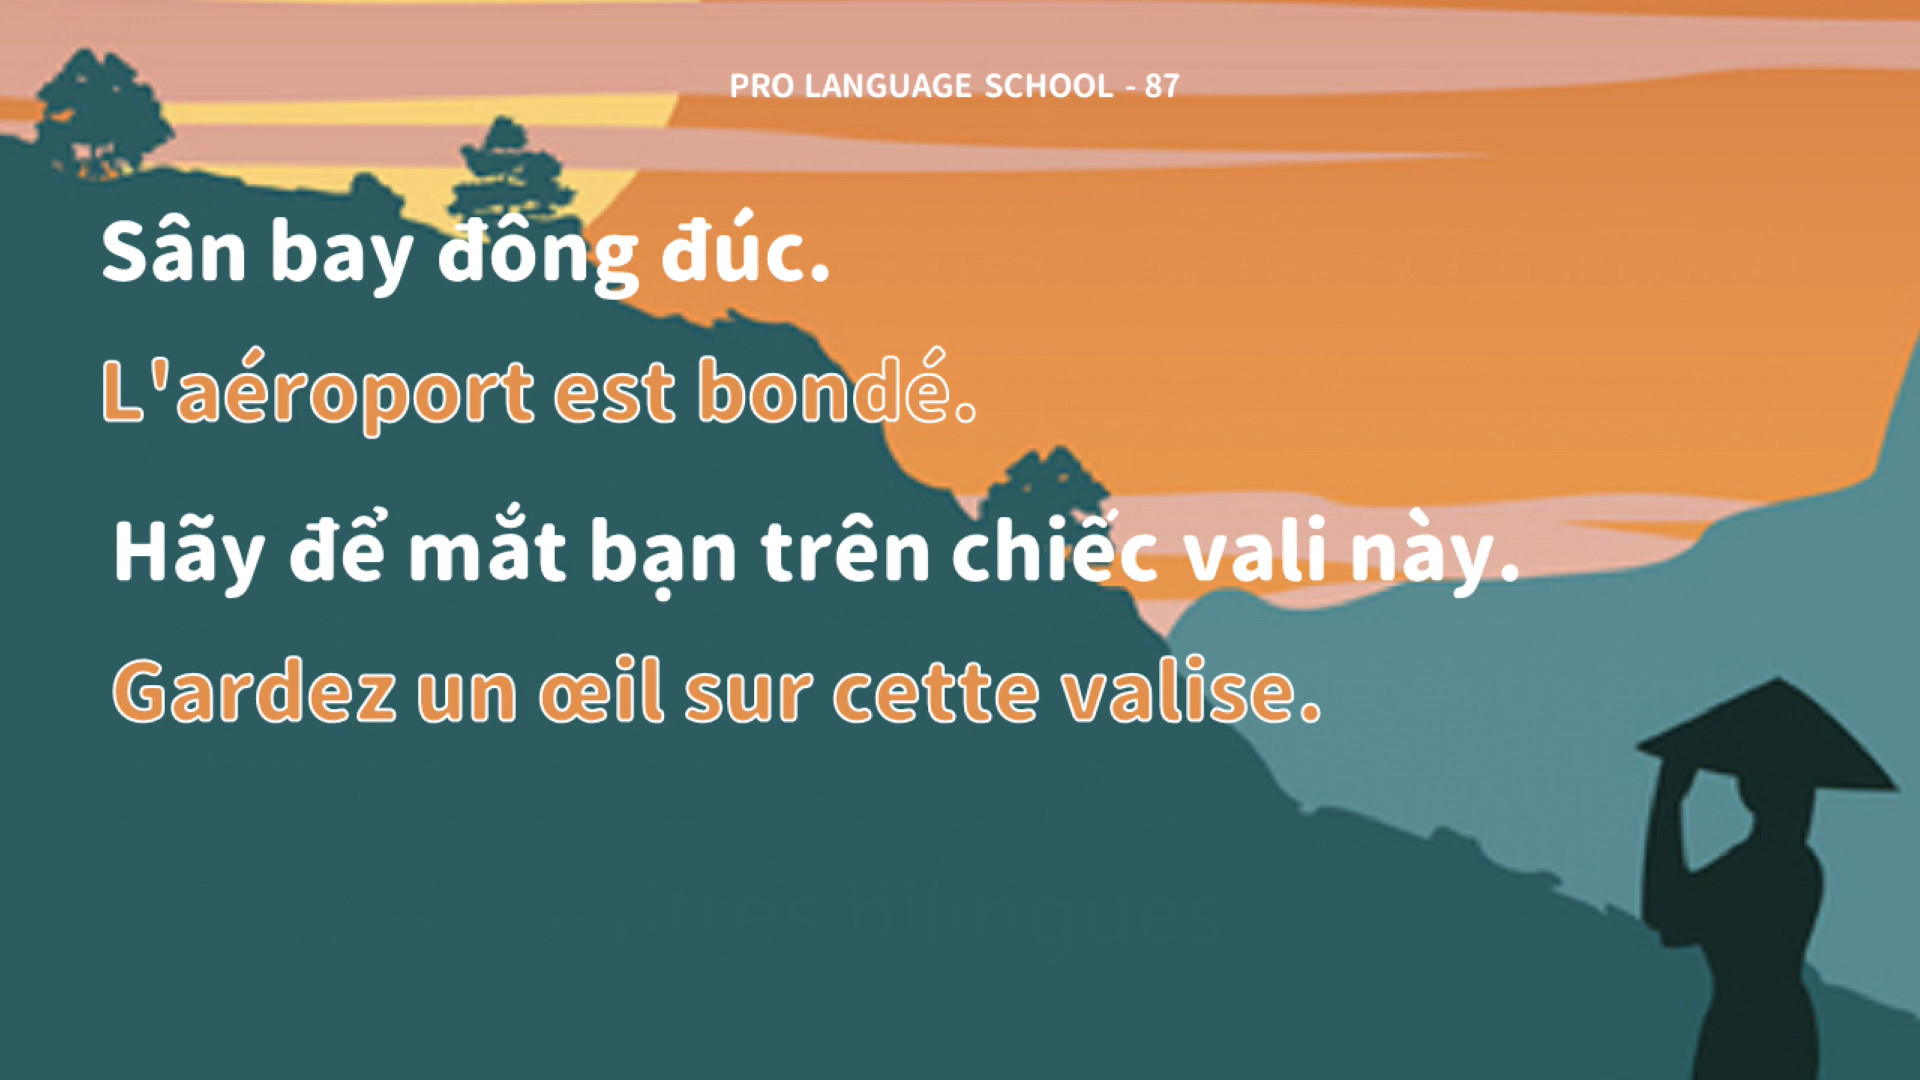 PRO LANGUAGE SCHOOL - 87
Sân bay đông đúc.
L'aéroport est bondé.
Hãy để mắt bạn trên chiếc vali này.
Gardez un œil sur cette valise.